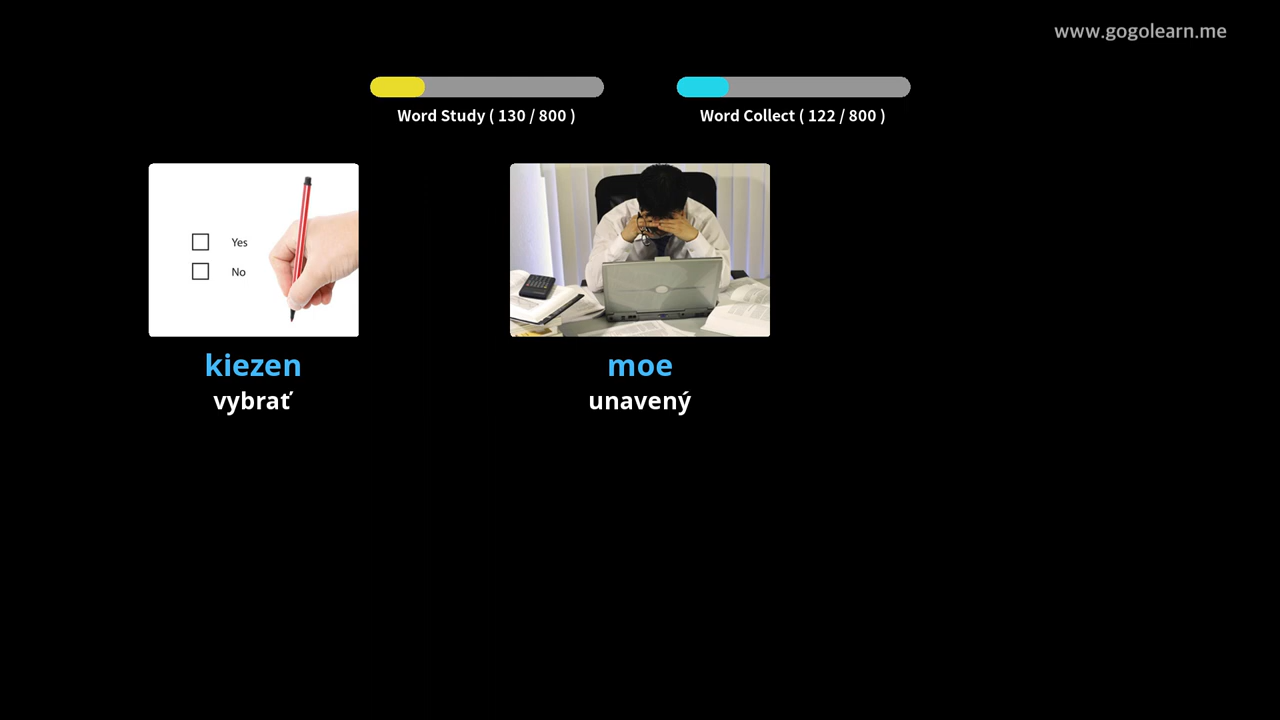 www.gogolearn.me
Word Study ( 130 / 800 )
Word Collect ( 122 / 800 )
Yes
No
kiezen
vybrať
moe
unavený